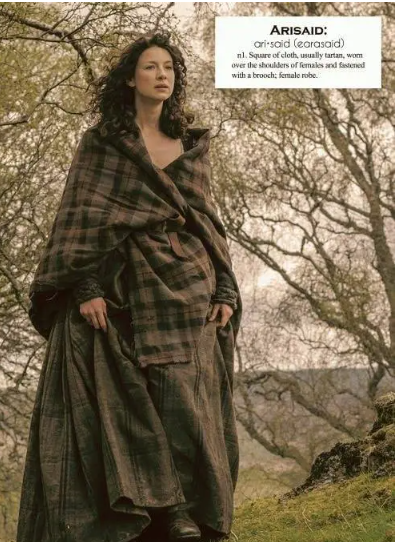 ARISAID:
ari·said (earasaid)
n1. Square of cloth, usually tartan, worn
over the shoulders of females and fastened
with a brooch; female robe.